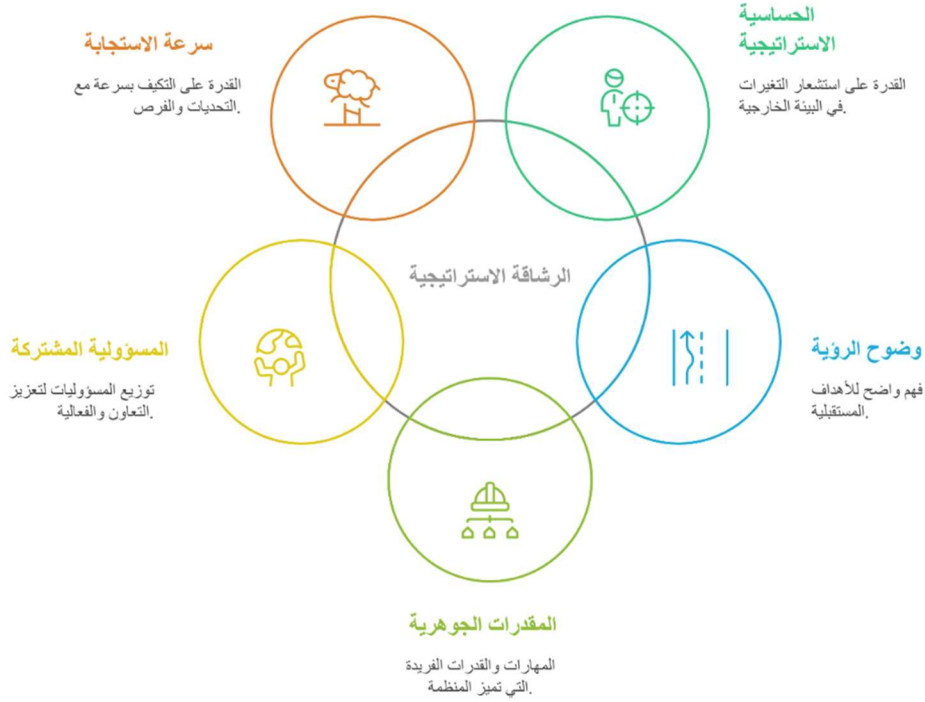 الحساسية
الاستراتيجية
القدرة على استشعار التغيرات
في البيئة الخارجية.
سرعة الاستجابة
القدرة على التكيف بسرعة مع
التحديات والفرص.
الرشاقة الاستراتيجية
وضوح الرؤية
فهم واضح للأهداف
المستقبلية.
المسؤولية المشتركة
توزيع المسؤوليات لتعزيز
التعاون والفعالية.
المقدرات الجوهرية
المهارات والقدرات الفريدة
التي تميز المنظمة.